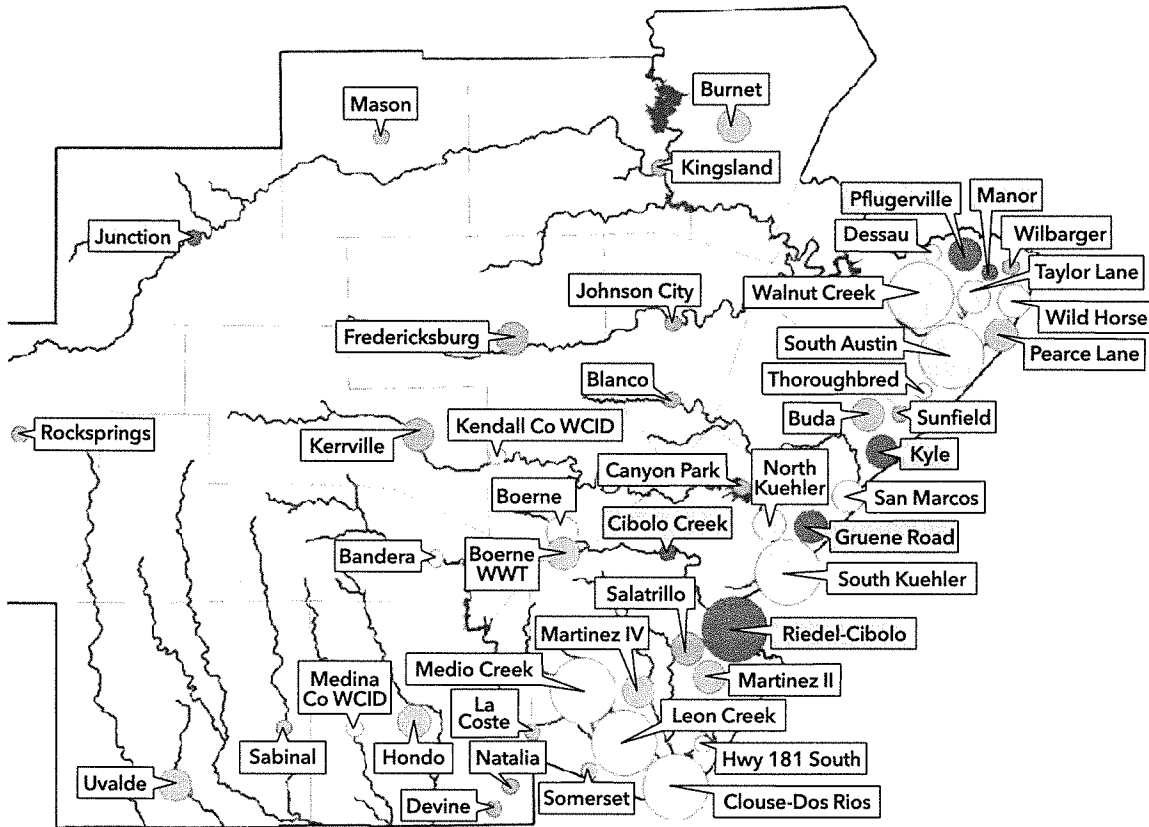 Mason
Burnet
Kingsland
Pflugerville
Manor
Junction
Dessau
Wilbarger
Taylor Lane
Johnson City
Walnut Creek
Wild Horse
Fredericksburg
South Austin
Pearce Lane
Blanco
Thoroughbred
Rocksprings
Kerrville
Kendall Co WCID
Buda
Sunfield
Kyle
Canyon Park
North
Kuehler
San Marcos
Boerne
Cibolo Creek
Gruene Road
Bandera
Boerne
WWT
South Kuehler
Salatrillo
Martinez IV
Riedel-Cibolo
Medio Creek
Martinez II
Medina
Co WCID
La
Coste
Leon Creek
Sabinal
Hondo
Natalia
Hwy 181 South
Uvalde
Devine
Somerset
Clouse-Dos Rios